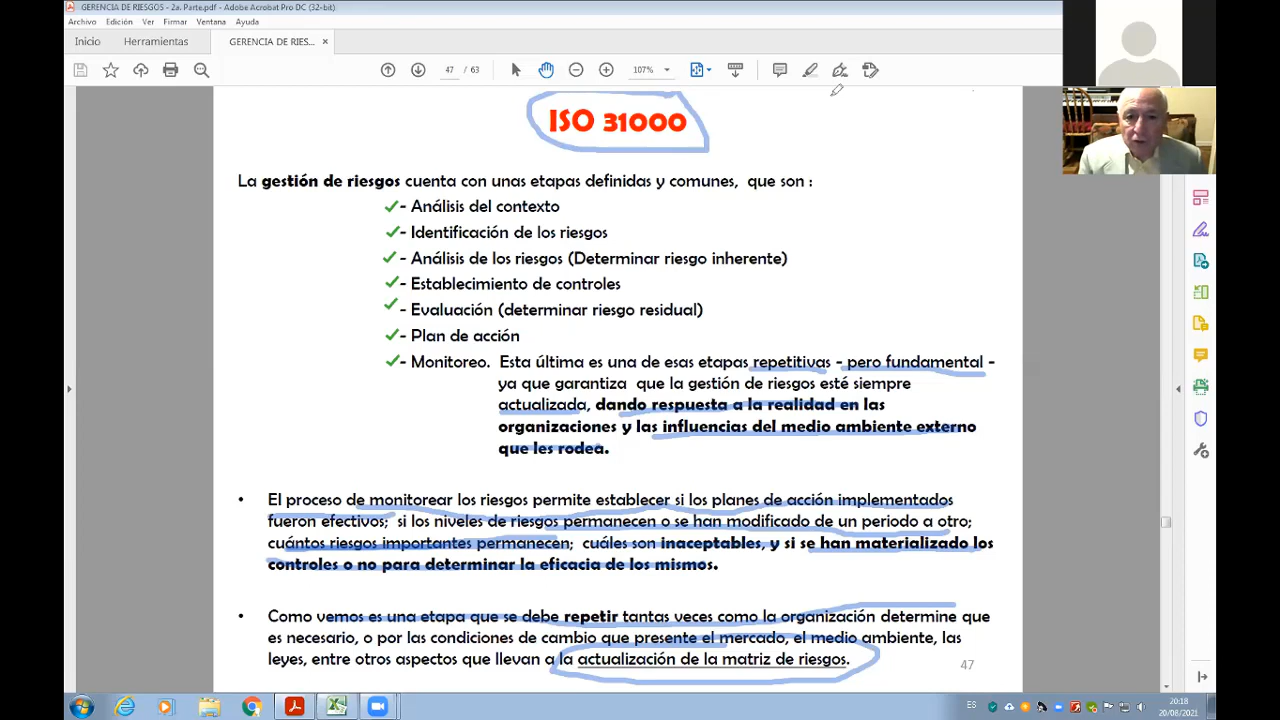 GERENCIA DE RIESGOS - 2a. Parte.pdf - Adobe Acrobat Pro DC (32-bit)
Archivo Edición Ver Firmar Ventana Ayuda
Inicio Herramientas GERENCIA DE RIES... ×
47 / 63 107%
ISO 31000
La gestión de riesgos cuenta con unas etapas definidas y comunes, que son :
- Análisis del contexto
- Identificación de los riesgos
- Análisis de los riesgos (Determinar riesgo inherente)
- Establecimiento de controles
- Evaluación (determinar riesgo residual)
- Plan de acción
- Monitoreo. Esta última es una de esas etapas repetitivas - pero fundamental -
ya que garantiza que la gestión de riesgos esté siempre
actualizada, dando respuesta a la realidad en las
organizaciones y las influencias del medio ambiente externo
que les rodea.
• El proceso de monitorear los riesgos permite establecer si los planes de acción implementados
fueron efectivos; si los niveles de riesgos permanecen o se han modificado de un periodo a otro;
cuántos riesgos importantes permanecen; cuáles son inaceptables, y si se han materializado los
controles o no para determinar la eficacia de los mismos.
• Como vemos es una etapa que se debe repetir tantas veces como la organización determine que
es necesario, o por las condiciones de cambio que presente el mercado, el medio ambiente, las
leyes, entre otros aspectos que llevan a la actualización de la matriz de riesgos.
47
ES
20:18
20/08/2021